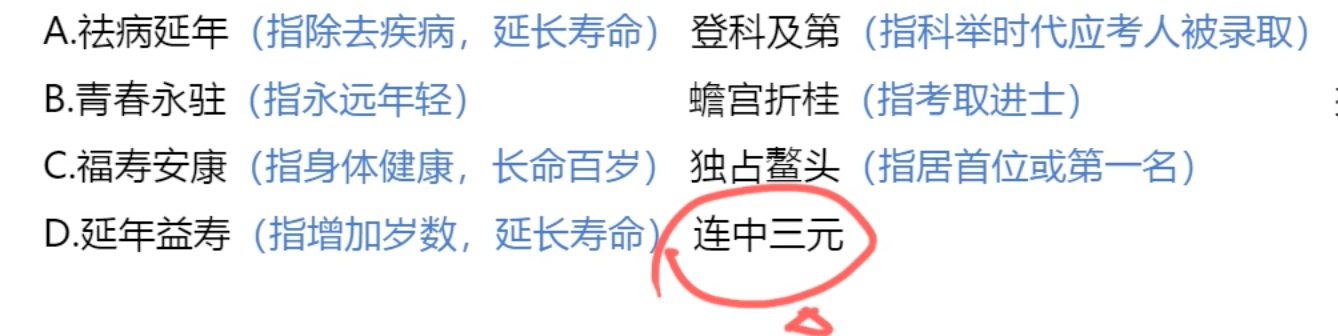 A.祛病延年（指除去疾病，延长寿命） 登科及第（指科举时代应考人被录取）
B.青春永驻（指永远年轻） 蟾宫折桂（指考取进士）
C.福寿安康（指身体健康，长命百岁） 独占鳌头（指居首位或第一名）
D.延年益寿（指增加岁数，延长寿命） 连中三元